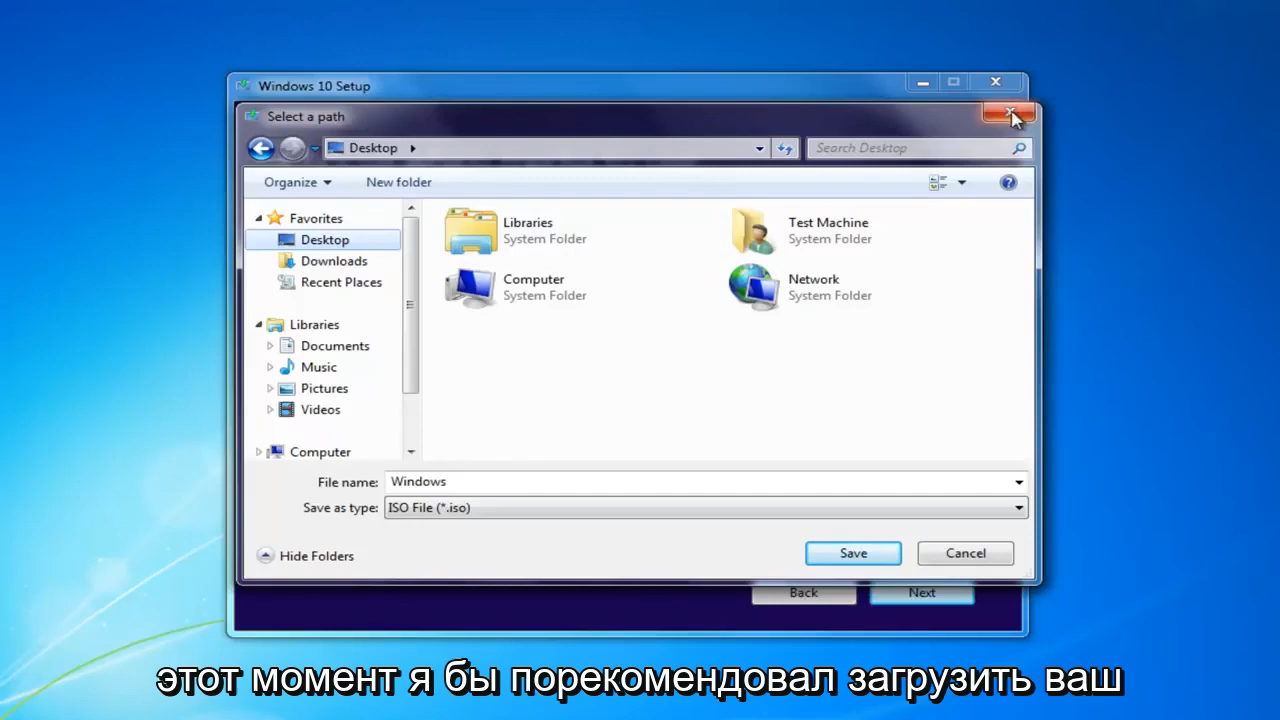 Windows 10 Setup
Select a path
Desktop
Search Desktop
Organize
New folder
Favorites
Desktop
Downloads
Recent Places
Libraries
Documents
Music
Pictures
Videos
Computer
Libraries
System Folder
Test Machine
System Folder
Computer
System Folder
Network
System Folder
File name: Windows
Save as type: ISO File (*.iso)
Hide Folders
Save
Cancel
Back
Next
этот момент я бы порекомендовал загрузить ваш